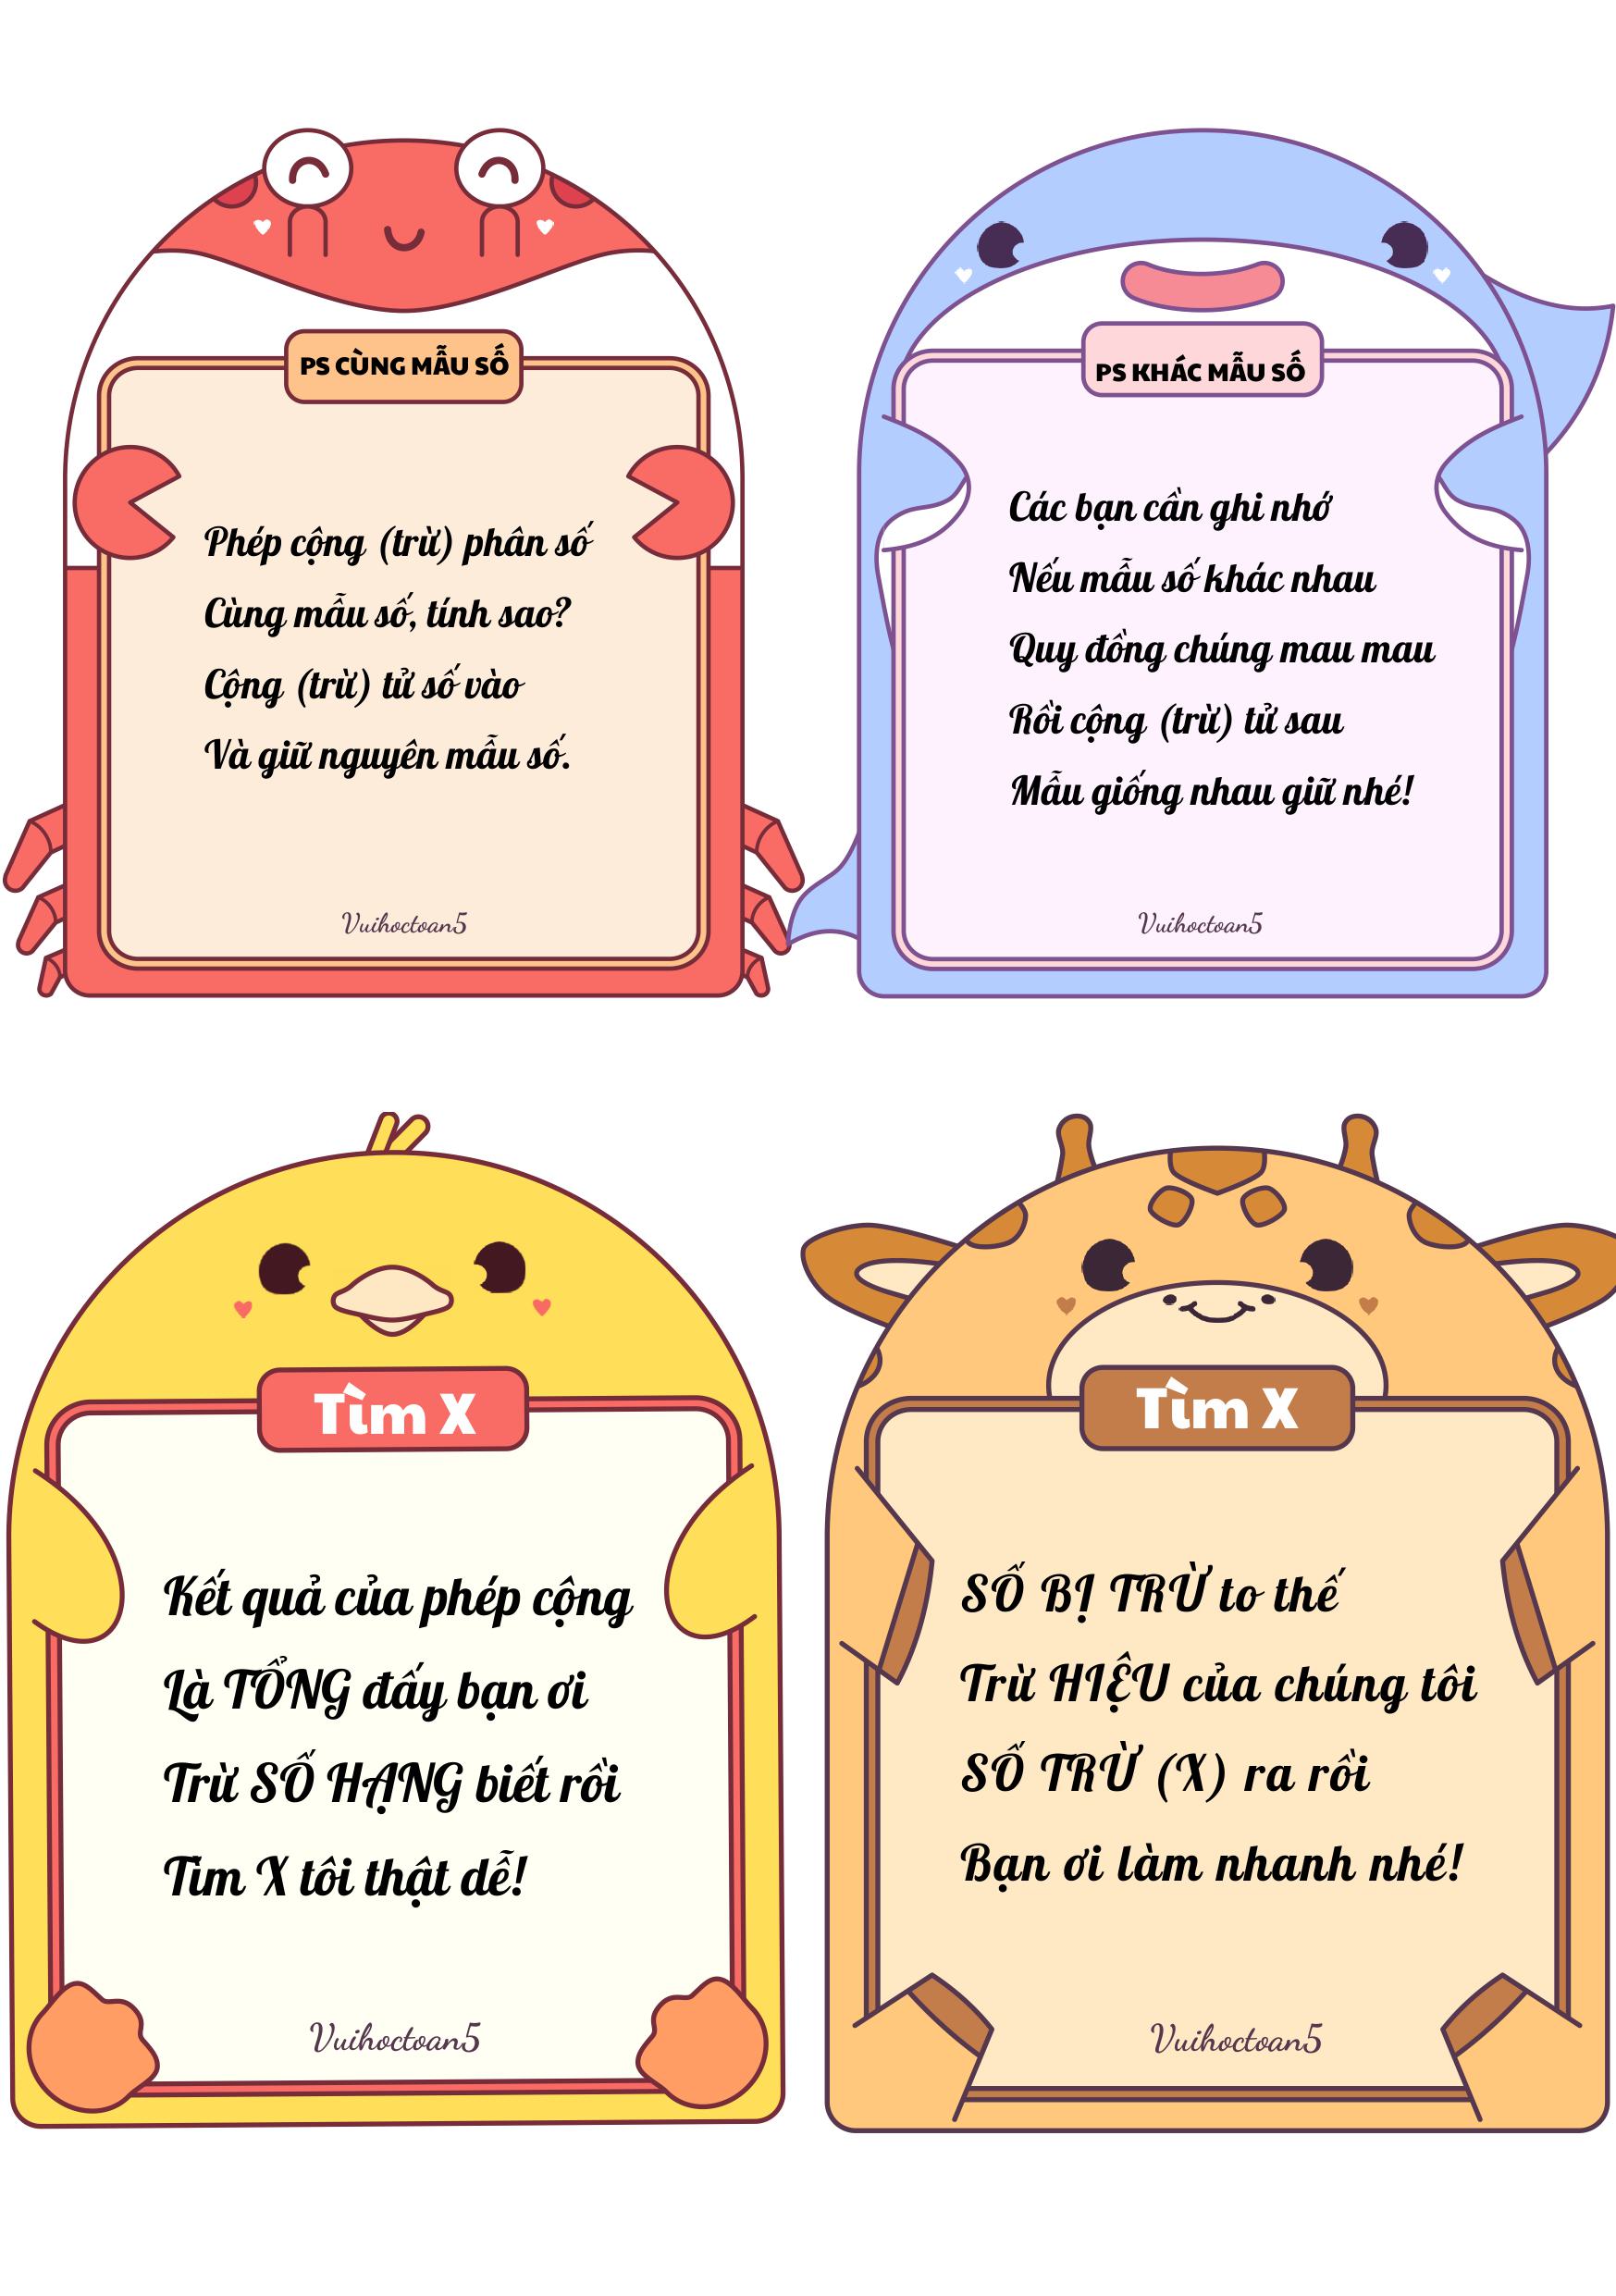 PS CÙNG MẪU SỐ
Phép cộng (trừ) phân số
Cùng mẫu số, tính sao?
Cộng (trừ) tử số vào
Và giữ nguyên mẫu số.
Vuihoctoan5
PS KHÁC MẪU SỐ
Các bạn cần ghi nhớ
Nếu mẫu số khác nhau
Quy đồng chúng mau mau
Rồi cộng (trừ) tử sau
Mẫu giống nhau giữ nhé!
Vuihoctoan5
Tìm X
Kết quả của phép cộng
Là TỔNG đấy bạn ơi
Trừ SỐ HẠNG biết rồi
Tìm X tôi thật dễ!
Vuihoctoan5
Tìm X
SỐ BỊ TRỪ to thế
Trừ HIỆU của chúng tôi
SỐ TRỪ (X) ra rồi
Bạn ơi làm nhanh nhé!
Vuihoctoan5